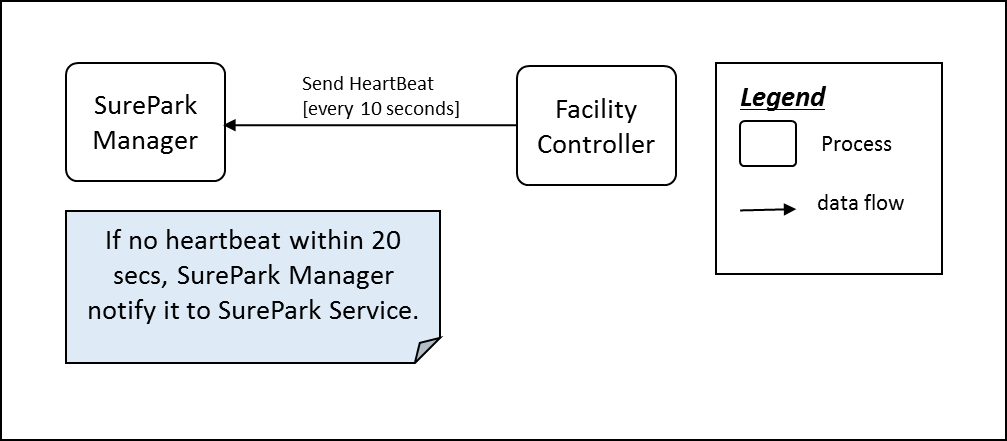 SurePark
Manager
Send HeartBeat
[every 10 seconds]
Facility
Controller
Legend
Process
data flow
If no heartbeat within 20
secs, SurePark Manager
notify it to SurePark Service.